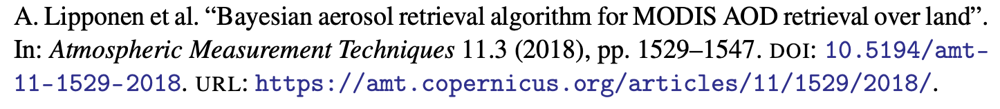 A. Lipponen et al. “Bayesian aerosol retrieval algorithm for MODIS AOD retrieval over land”.
In: Atmospheric Measurement Techniques 11.3 (2018), pp. 1529–1547. DOI: 10.5194/amt-
11-1529-2018. URL: https://amt.copernicus.org/articles/11/1529/2018/.